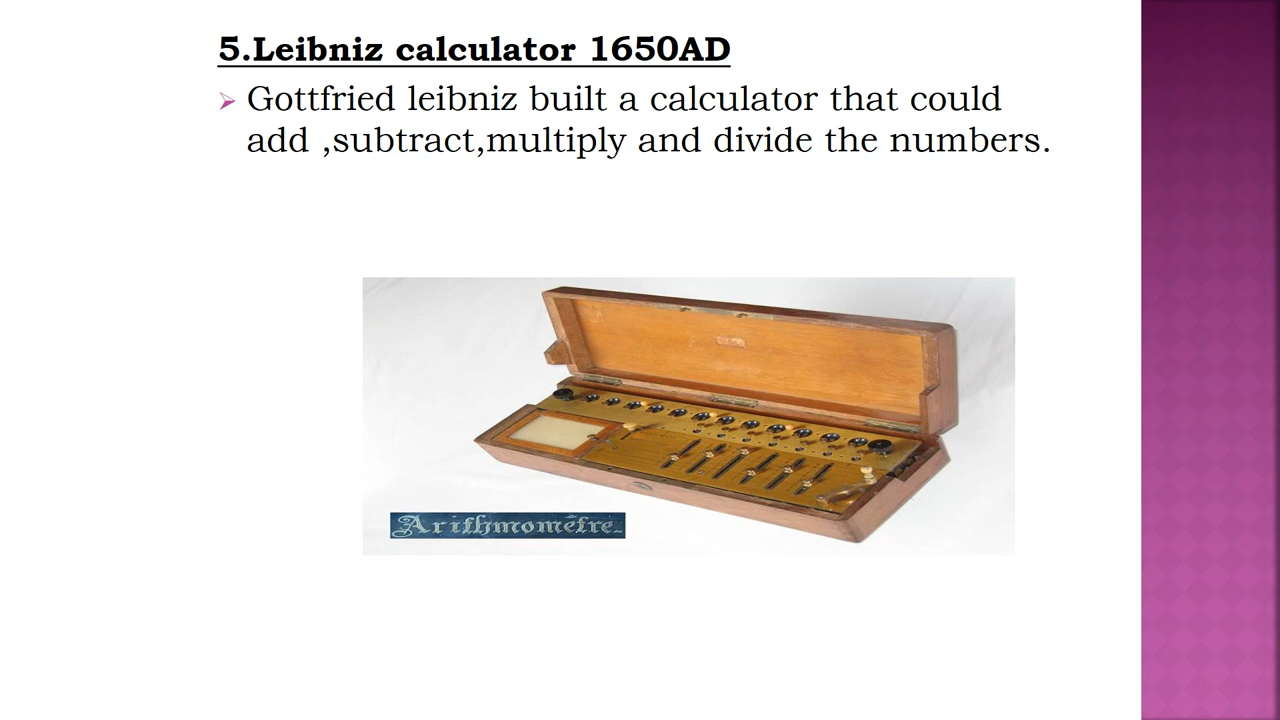 5.Leibniz calculator 1650AD
Gottfried leibniz built a calculator that could
add ,subtract,multiply and divide the numbers.
Arithmomètre.